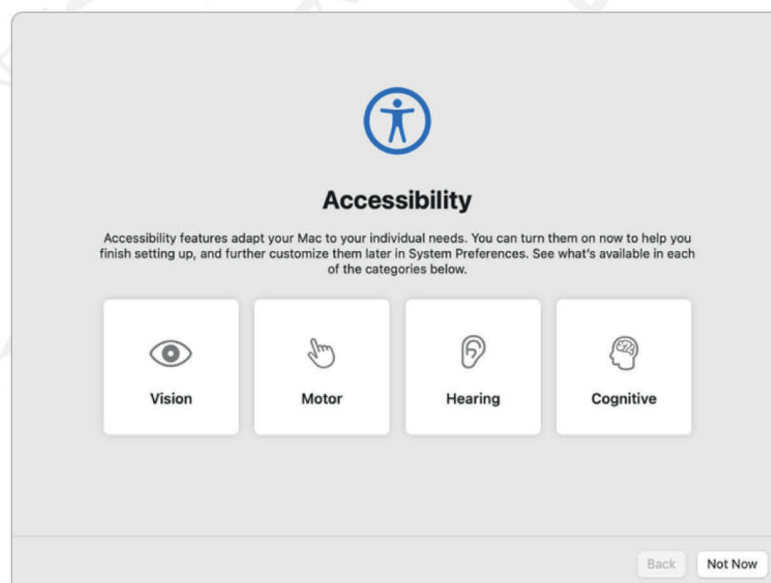 Accessibility
Accessibility features adapt your Mac to your individual needs. You can turn them on now to help you
finish setting up, and further customize them later in System Preferences. See what's available in each
of the categories below.
Vision
Motor
Hearing
Cognitive
Back
Not Now